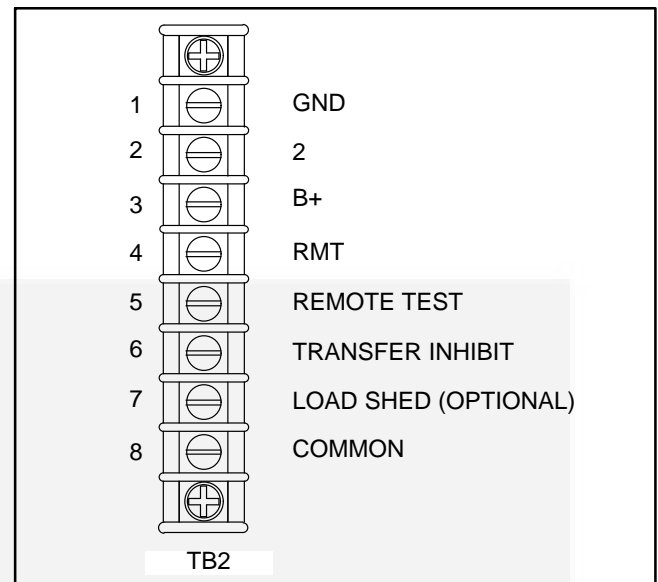 1 GND
2 2
3 B+
4 RMT
5 REMOTE TEST
6 TRANSFER INHIBIT
7 LOAD SHED (OPTIONAL)
8 COMMON
TB2